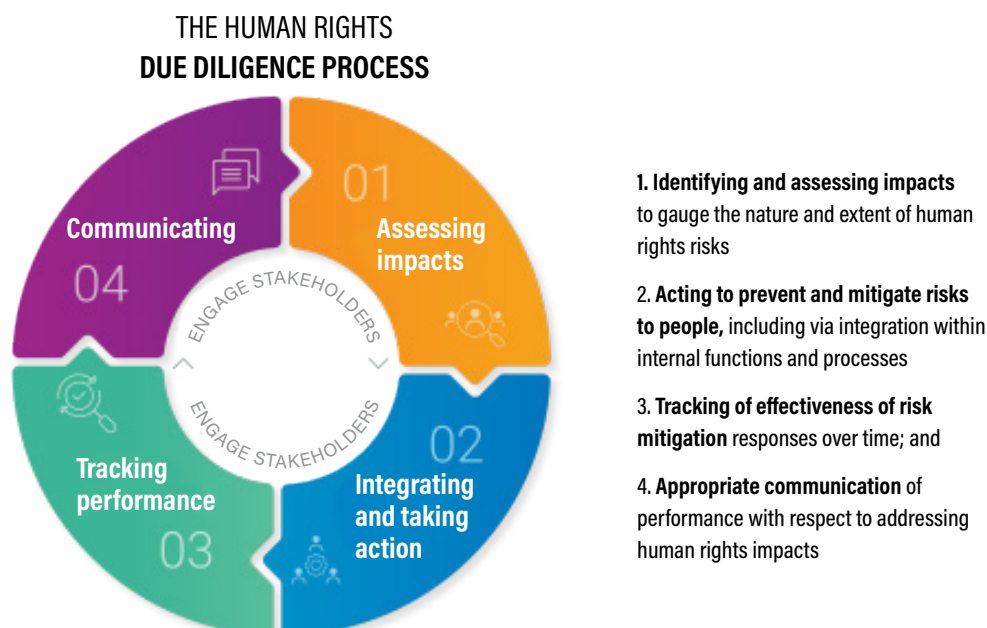 THE HUMAN RIGHTS
DUE DILIGENCE PROCESS
01
Assessing
impacts
02
Integrating
and taking
action
Tracking
performance
03
Communicating
04
ENGAGE STAKEHOLDERS
ENGAGE STAKEHOLDERS
1. Identifying and assessing impacts
to gauge the nature and extent of human
rights risks
2. Acting to prevent and mitigate risks
to people, including via integration within
internal functions and processes
3. Tracking of effectiveness of risk
mitigation responses over time; and
4. Appropriate communication of
performance with respect to addressing
human rights impacts